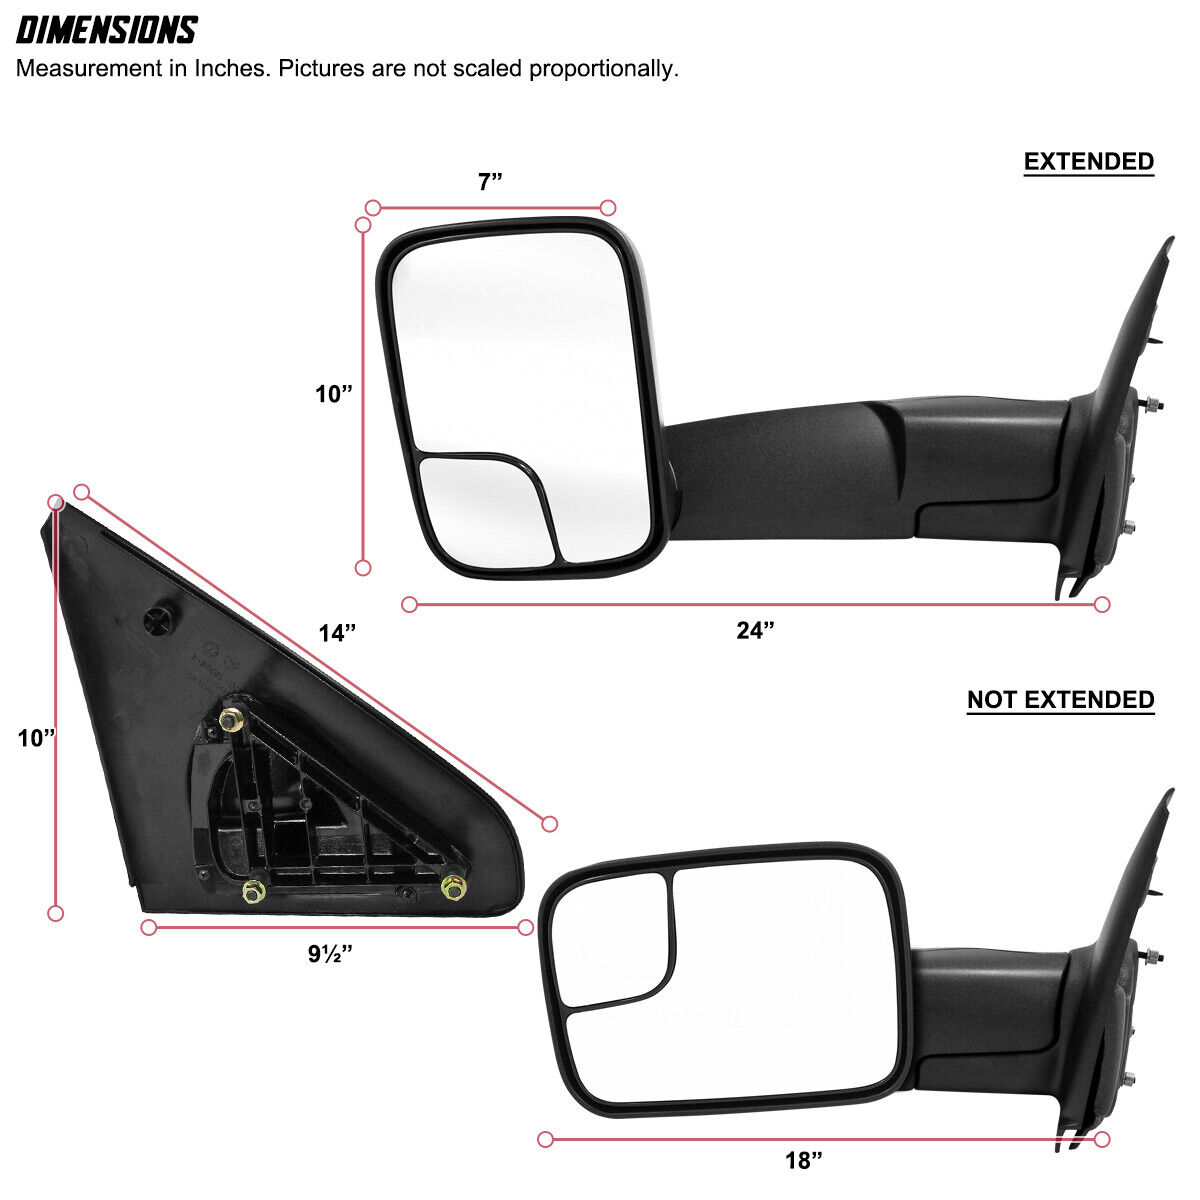 DIMENSIONS
Measurement in Inches. Pictures are not scaled proportionally.
EXTENDED
7”
10”
24”
14”
10”
9½”
NOT EXTENDED
18”